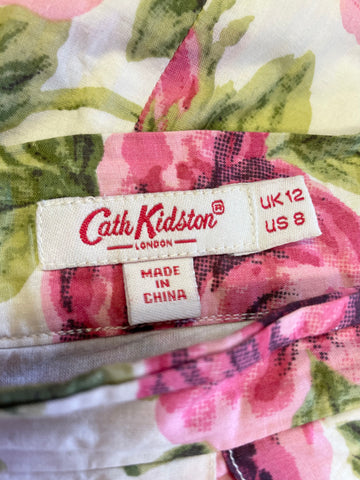 Cath Kidston®
LONDON
UK 12
US 8
MADE
IN
CHINA